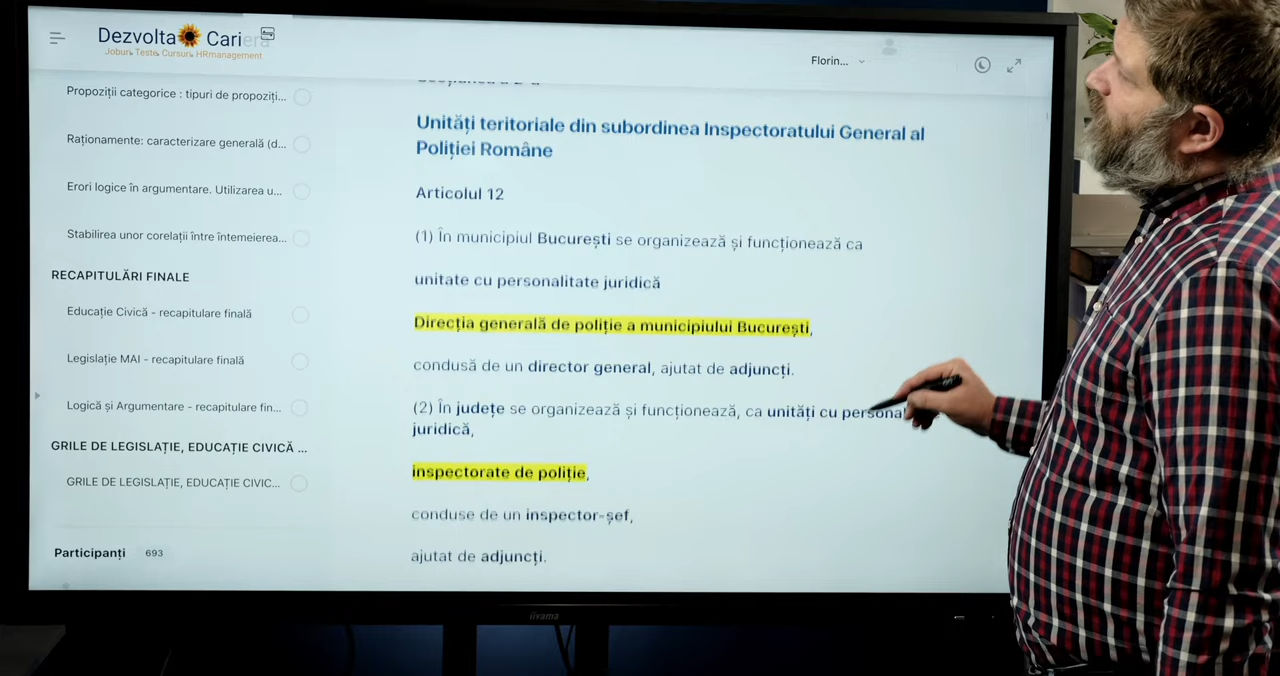 Dezvolta Cariera
Joburi, Teste, Cursuri, HRmanagement
Florin...
Propoziții categorice : tipuri de propoziți...
Raționamente: caracterizare generală (d...
Erori logice în argumentare. Utilizarea u...
Stabilirea unor corelații între întemeierea...
RECAPITULĂRI FINALE
Educație Civică - recapitulare finală
Legislație MAI - recapitulare finală
Logică și Argumentare - recapitulare fin...
GRILE DE LEGISLAȚIE, EDUCAȚIE CIVICĂ ...
GRILE DE LEGISLAȚIE, EDUCAȚIE CIVIC...
Participanți 693
Unități teritoriale din subordinea Inspectoratului General al
Poliției Române
Articolul 12
(1) În municipiul București se organizează și funcționează ca
unitate cu personalitate juridică
Direcția generală de poliție a municipiului București,
condusă de un director general, ajutat de adjuncți.
(2) În județe se organizează și funcționează, ca unități cu personal
juridică,
inspectorate de poliție,
conduse de un inspector-șef,
ajutat de adjuncți.
iiyama